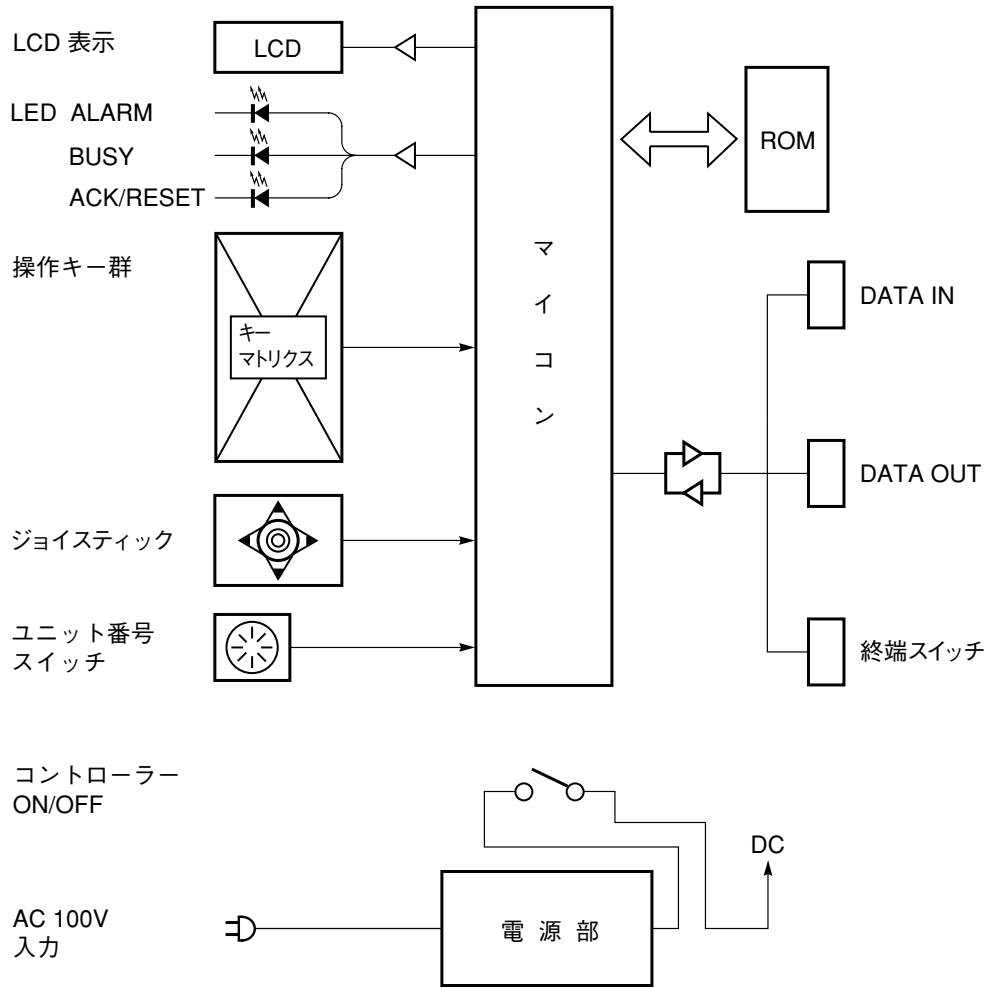 LCD 表示
LCD
LED ALARM
BUSY
ACK/RESET
ROM
マイコン
操作キー群
キー
マトリクス
DATA IN
DATA OUT
ジョイスティック
ユニット番号
スイッチ
終端スイッチ
コントローラー
ON/OFF
DC
AC 100V
入力
電源部